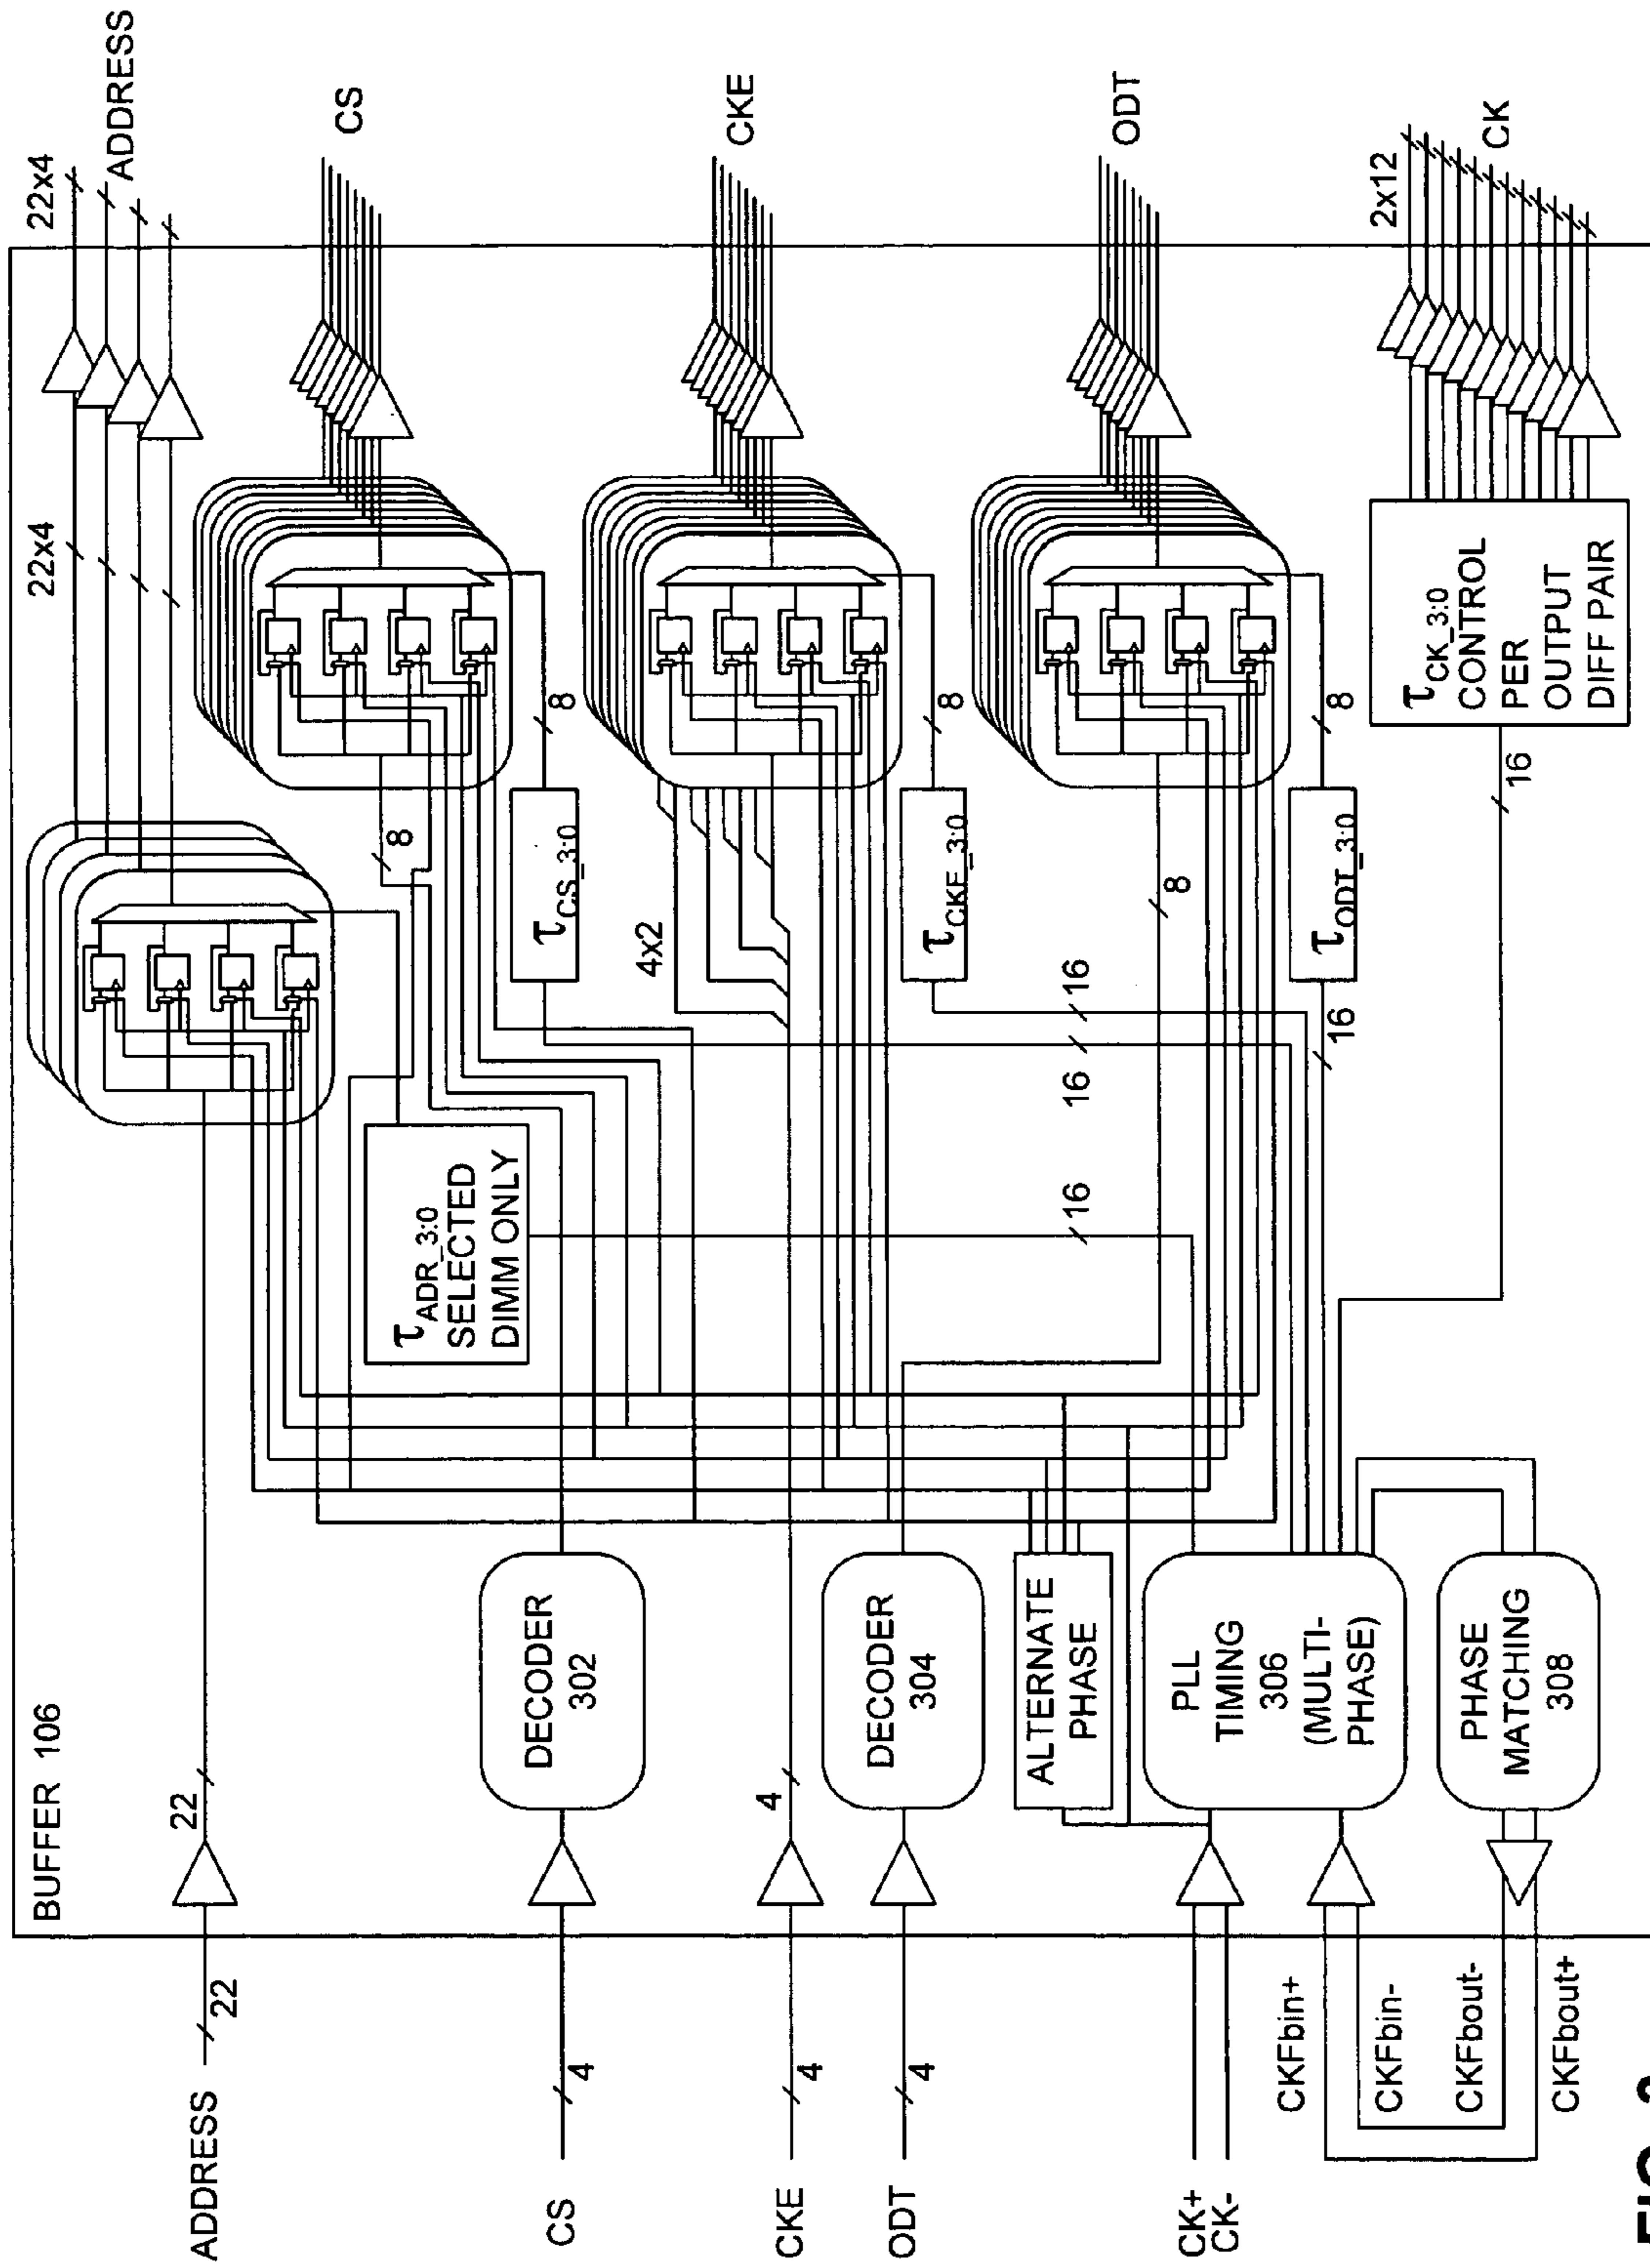 BUFFER 106
ADDRESS
22
22
22x4
22x4
ADDRESS
CS
4
DECODER
302
8
τADR_3:0
SELECTED
DIMM ONLY
τCS_3:0
8
CS
CKE
4
4
4x2
τCKE_3:0
8
CKE
ODT
4
DECODER
304
8
16
16
16
16
τODT_3:0
8
ODT
ALTERNATE
PHASE
CK+
CK-
PLL
TIMING
306
(MULTI-
PHASE)
16
τCK_3:0
CONTROL
PER
OUTPUT
DIFF PAIR
2x12
CK
CKFbin+
CKFbin-
CKFbout-
CKFbout+
PHASE
MATCHING
308